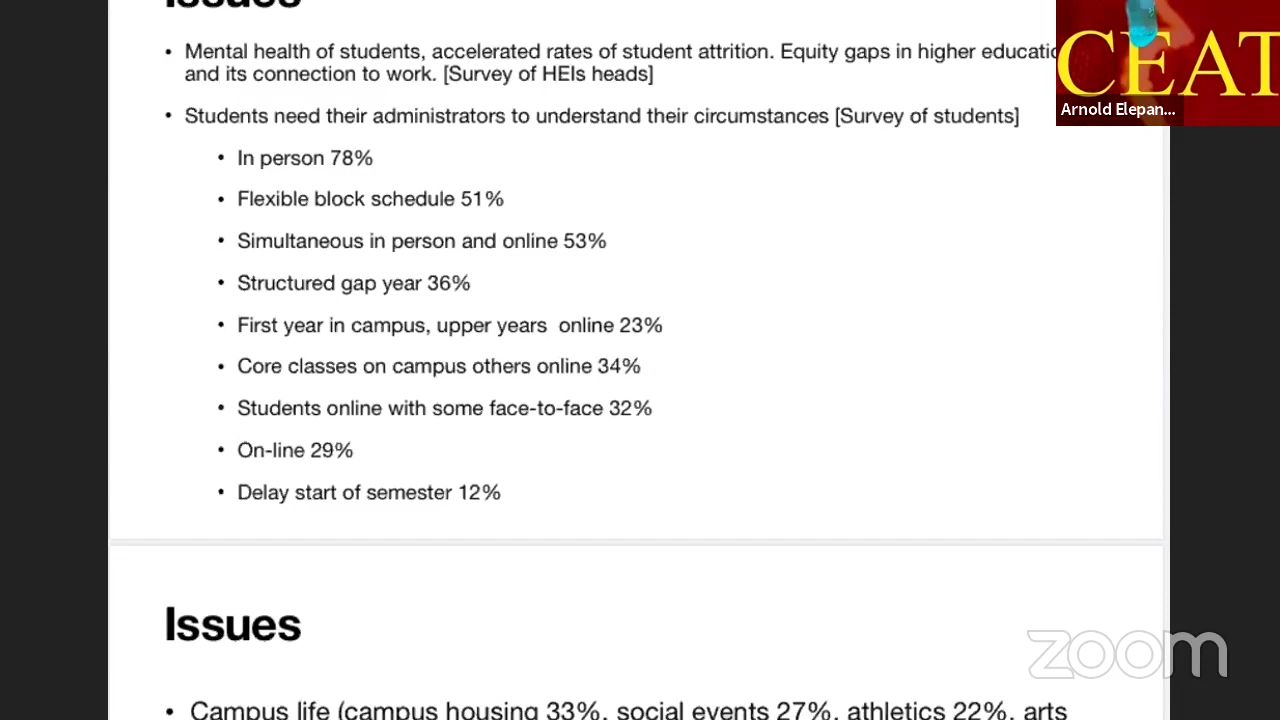 Issues
• Mental health of students, accelerated rates of student attrition. Equity gaps in higher educatio
and its connection to work. [Survey of HEIs heads]
• Students need their administrators to understand their circumstances [Survey of students]
• In person 78%
• Flexible block schedule 51%
• Simultaneous in person and online 53%
• Structured gap year 36%
• First year in campus, upper years  online 23%
• Core classes on campus others online 34%
• Students online with some face-to-face 32%
• On-line 29%
• Delay start of semester 12%
CEAT
Arnold Elepan...
Issues
zoom
• Campus life (campus housing 33%, social events 27%, athletics 22%, arts